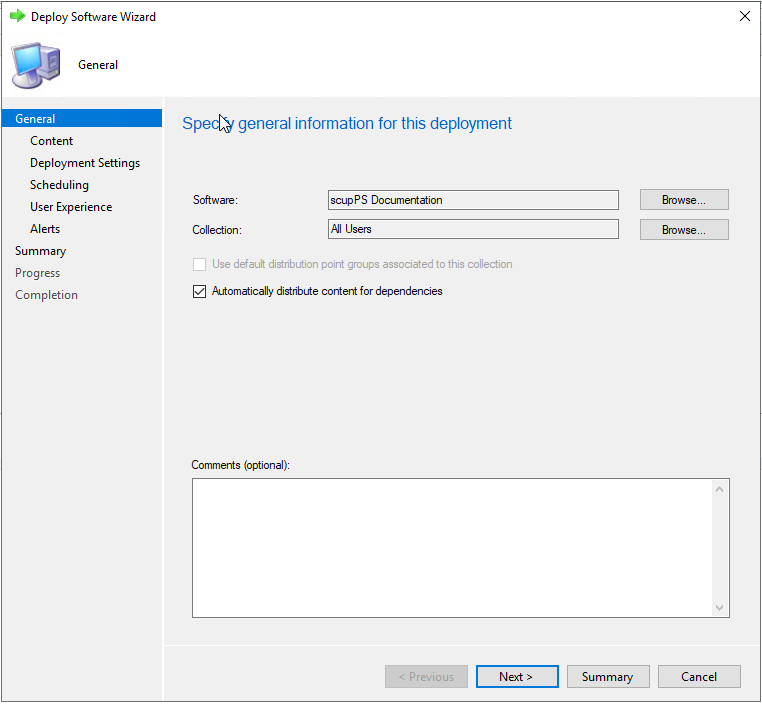 Deploy Software Wizard
General
General
Content
Deployment Settings
Scheduling
User Experience
Alerts
Summary
Progress
Completion
Specify general information for this deployment
Software: scupPS Documentation Browse...
Collection: All Users Browse...
Use default distribution point groups associated to this collection
Automatically distribute content for dependencies
Comments (optional):
< Previous Next > Summary Cancel